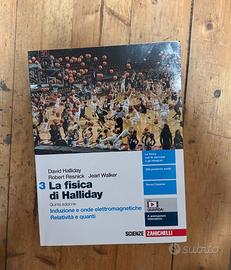 David Halliday
Robert Resnick Jearl Walker
3 La fisica
di Halliday
Quinta edizione
Induzione e onde elettromagnetiche
Relatività e quanti
SCIENZE ZANICHELLI
subito